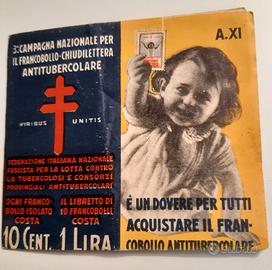 3ª CAMPAGNA NAZIONALE PER
IL FRANCOBOLLO-CHIUDILETTERA
ANTITUBERCOLARE
VIRIBUS UNITIS
FEDERAZIONE ITALIANA NAZIONALE
FASCISTA PER LA LOTTA CONTRO
LA TUBERCOLOSI E CONSORZI
PROVINCIALI ANTITUBERCOLARI
OGNI FRANCO-
BOLLO ISOLATO
COSTA
10 CENT.
IL LIBRETTO DI
10 FRANCOBOLLI
COSTA
1 LIRA
A. XI
È UN DOVERE PER TUTTI
ACQUISTARE IL FRAN-
COBOLLO ANTITUBERCOLARE